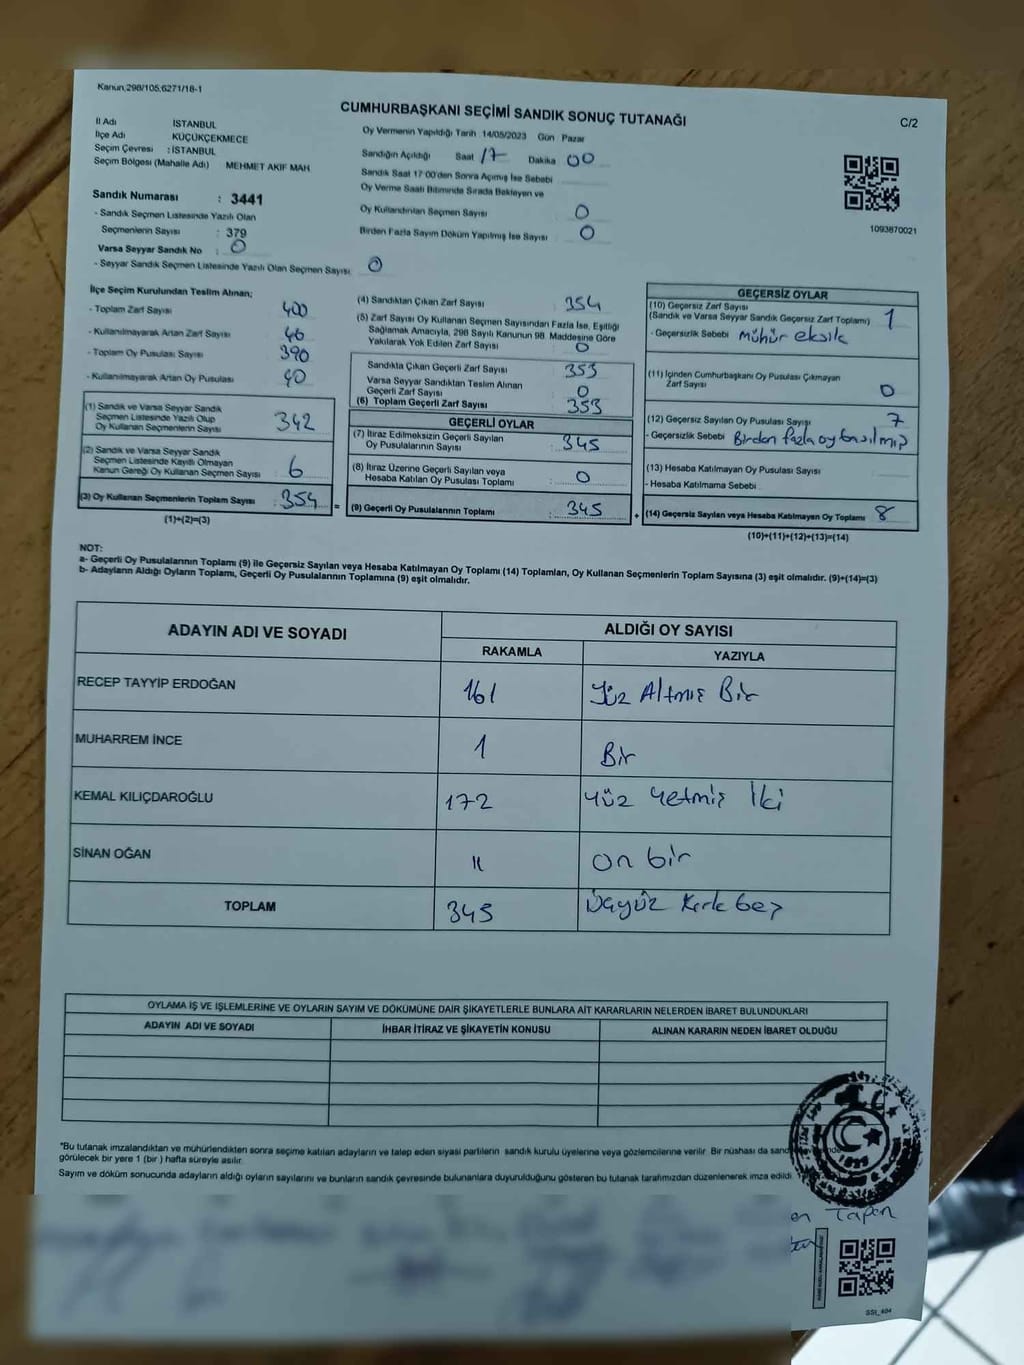 Kanun,298/105,6271/18-1
CUMHURBAŞKANI SEÇİMİ SANDIK SONUÇ TUTANAĞI
C/2
İl Adı İSTANBUL
İlçe Adı KÜÇÜKÇEKMECE
Seçim Çevresi : İSTANBUL
Seçim Bölgesi (Mahalle Adı) MEHMET AKİF MAH
Sandık Numarası : 3441
- Sandık Seçmen Listesinde Yazılı Olan
Seçmenlerin Sayısı : 379
Varsa Seyyar Sandık No : 0
- Seyyar Sandık Seçmen Listesinde Yazılı Olan Seçmen Sayısı 0
Oy Vermenin Yapıldığı Tarih 14/05/2023 Gün Pazar
Sandığın Açıldığı Saat 17 Dakika 00
Sandık Saat 17:00'den Sonra Açılmış İse Sebebi
Oy Verme Saati Bitiminde Sırada Bekleyen ve
Oy Kullandırılan Seçmen Sayısı 0
Birden Fazla Sayım Döküm Yapılmış İse Sayısı 0
1093870021
İlçe Seçim Kurulundan Teslim Alınan;
- Toplam Zarf Sayısı 400
- Kullanılmayarak Artan Zarf Sayısı 46
- Toplam Oy Pusulası Sayısı 390
- Kullanılmayarak Artan Oy Pusulası 40
(1) Sandık ve Varsa Seyyar Sandık
Seçmen Listesinde Yazılı Olup
Oy Kullanan Seçmenlerin Sayısı 342
(2) Sandık ve Varsa Seyyar Sandık
Seçmen Listesinde Kayıtlı Olmayan
Kanun Gereği Oy Kullanan Seçmen Sayısı 6
(3) Oy Kullanan Seçmenlerin Toplam Sayısı : 354
(1)+(2)=(3)
(4) Sandıktan Çıkan Zarf Sayısı 354
(5) Zarf Sayısı Oy Kullanan Seçmen Sayısından Fazla İse, Eşitliği
Sağlamak Amacıyla, 298 Sayılı Kanunun 98. Maddesine Göre
Yakılarak Yok Edilen Zarf Sayısı 0
Sandıkta Çıkan Geçerli Zarf Sayısı 353
Varsa Seyyar Sandıktan Teslim Alınan
Geçerli Zarf Sayısı 0
(6) Toplam Geçerli Zarf Sayısı 353
GEÇERLİ OYLAR
(7) İtiraz Edilmeksizin Geçerli Sayılan
Oy Pusulalarının Sayısı 345
(8) İtiraz Üzerine Geçerli Sayılan veya
Hesaba Katılan Oy Pusulası Toplamı : 0
= (9) Geçerli Oy Pusulalarının Toplamı : 345
GEÇERSİZ OYLAR
(10) Geçersiz Zarf Sayısı
(Sandık ve Varsa Seyyar Sandık Geçersiz Zarf Toplamı) 1
- Geçersizlik Sebebi mühür eksik
(11) İçinden Cumhurbaşkanı Oy Pusulası Çıkmayan
Zarf Sayısı 0
(12) Geçersiz Sayılan Oy Pusulası Sayısı 7
- Geçersizlik Sebebi Birden fazla oy basılmış
(13) Hesaba Katılmayan Oy Pusulası Sayısı
- Hesaba Katılmama Sebebi
+ (14) Geçersiz Sayılan veya Hesaba Katılmayan Oy Toplamı 8
(10)+(11)+(12)+(13)=(14)
NOT:
a- Geçerli Oy Pusulalarının Toplamı (9) ile Geçersiz Sayılan veya Hesaba Katılmayan Oy Toplamı (14) Toplamları, Oy Kullanan Seçmenlerin Toplam Sayısına (3) eşit olmalıdır. (9)+(14)=(3)
b- Adayların Aldığı Oyların Toplamı, Geçerli Oy Pusulalarının Toplamına (9) eşit olmalıdır.
ADAYIN ADI VE SOYADI
ALDIĞI OY SAYISI
RAKAMLA YAZIYLA
RECEP TAYYİP ERDOĞAN 161 Yüz Altmış Bir
MUHARREM İNCE 1 Bir
KEMAL KILIÇDAROĞLU 172 Yüz Yetmiş İki
SİNAN OĞAN 11 on bir
TOPLAM 345 Üçyüz Kırk beş
OYLAMA İŞ VE İŞLEMLERİNE VE OYLARIN SAYIM VE DÖKÜMÜNE DAİR ŞİKAYETLERLE BUNLARA AİT KARARLARIN NELERDEN İBARET BULUNDUKLARI
ADAYIN ADI VE SOYADI İHBAR İTİRAZ VE ŞİKAYETİN KONUSU ALINAN KARARIN NEDEN İBARET OLDUĞU
*Bu tutanak imzalandıktan ve mühürlendikten sonra seçime katılan adayların ve talep eden siyasi partilerin sandık kurulu üyelerine veya gözlemcilerine verilir. Bir nüshası da
görülecek bir yere 1 (bir ) hafta süreyle asılır.
Sayım ve döküm sonucunda adayların aldığı oyların sayılarını ve bunların sandık çevresinde bulunanlara duyurulduğunu gösteren bu tutanak tarafımızdan düzenlenerek imza edildi.
SSİ_404